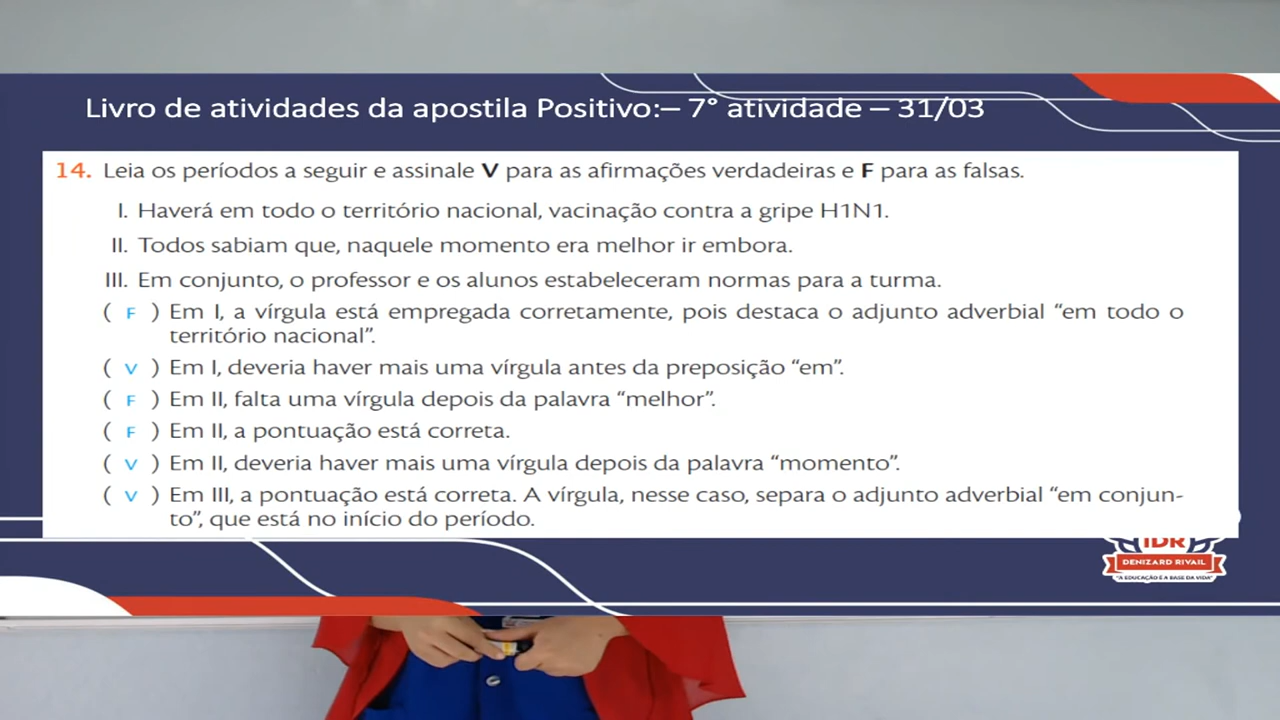 Livro de atividades da apostila Positivo:– 7° atividade – 31/03
14. Leia os períodos a seguir e assinale V para as afirmações verdadeiras e F para as falsas.
I. Haverá em todo o território nacional, vacinação contra a gripe H1N1.
II. Todos sabiam que, naquele momento era melhor ir embora.
III. Em conjunto, o professor e os alunos estabeleceram normas para a turma.
( F ) Em I, a vírgula está empregada corretamente, pois destaca o adjunto adverbial “em todo o
território nacional”.
( V ) Em I, deveria haver mais uma vírgula antes da preposição “em”.
( F ) Em II, falta uma vírgula depois da palavra “melhor”.
( F ) Em II, a pontuação está correta.
( V ) Em II, deveria haver mais uma vírgula depois da palavra “momento”.
( V ) Em III, a pontuação está correta. A vírgula, nesse caso, separa o adjunto adverbial “em conjun-
to”, que está no início do período.
IDR
DENIZARD RIVAIL
"A EDUCAÇÃO É A BASE DA VIDA"